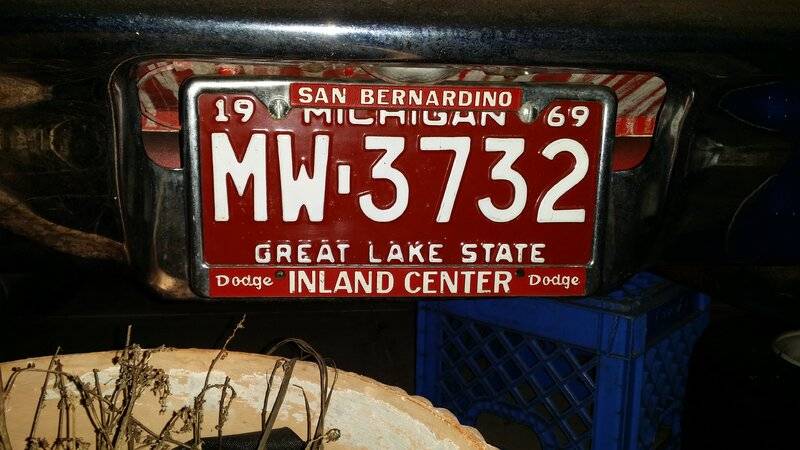 SAN BERNARDINO
19 MICHIGAN 69
MW-3732
GREAT LAKE STATE
Dodge INLAND CENTER Dodge